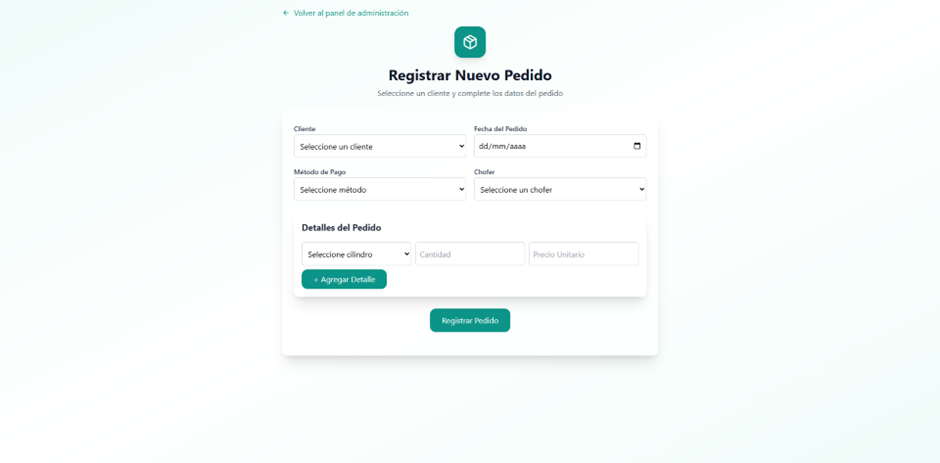 ← Volver al panel de administración
Registrar Nuevo Pedido
Seleccione un cliente y complete los datos del pedido
Cliente
Fecha del Pedido
Seleccione un cliente
dd/mm/aaaa
Método de Pago
Chofer
Seleccione método
Seleccione un chofer
Detalles del Pedido
Seleccione cilindro
Cantidad
Precio Unitario
+ Agregar Detalle
Registrar Pedido